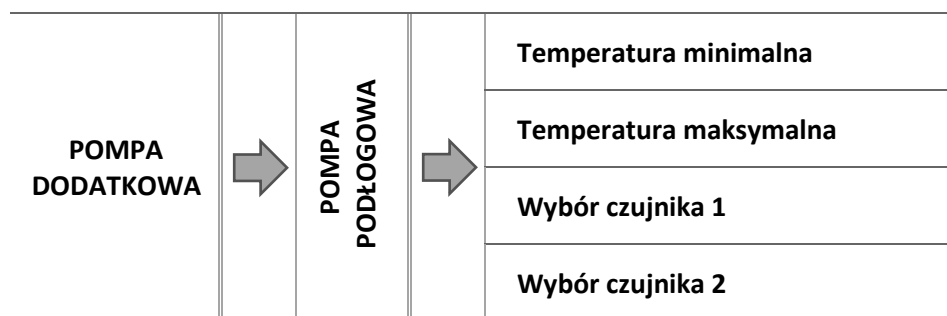 POMPA
DODATKOWA
POMPA
PODŁOGOWA
Temperatura minimalna
Temperatura maksymalna
Wybór czujnika 1
Wybór czujnika 2